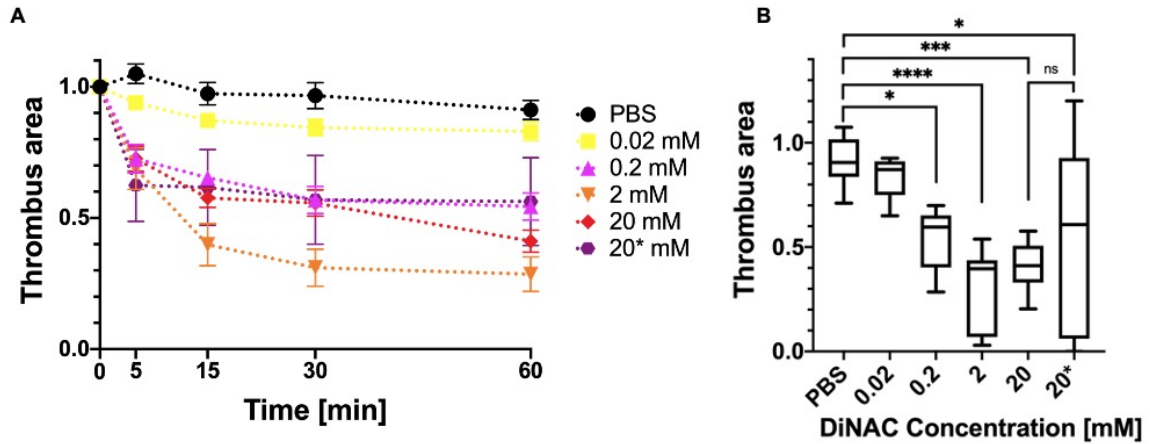 A
Thrombus area
1.0
0.5
0.0
0
5
15
30
60
Time [min]
PBS
0.02 mM
0.2 mM
2 mM
20 mM
20* mM
B
*
***
ns
****
*
Thrombus area
1.0
0.5
0.0
PBS
0.02
0.2
2
20
20*
DiNAC Concentration [mM]